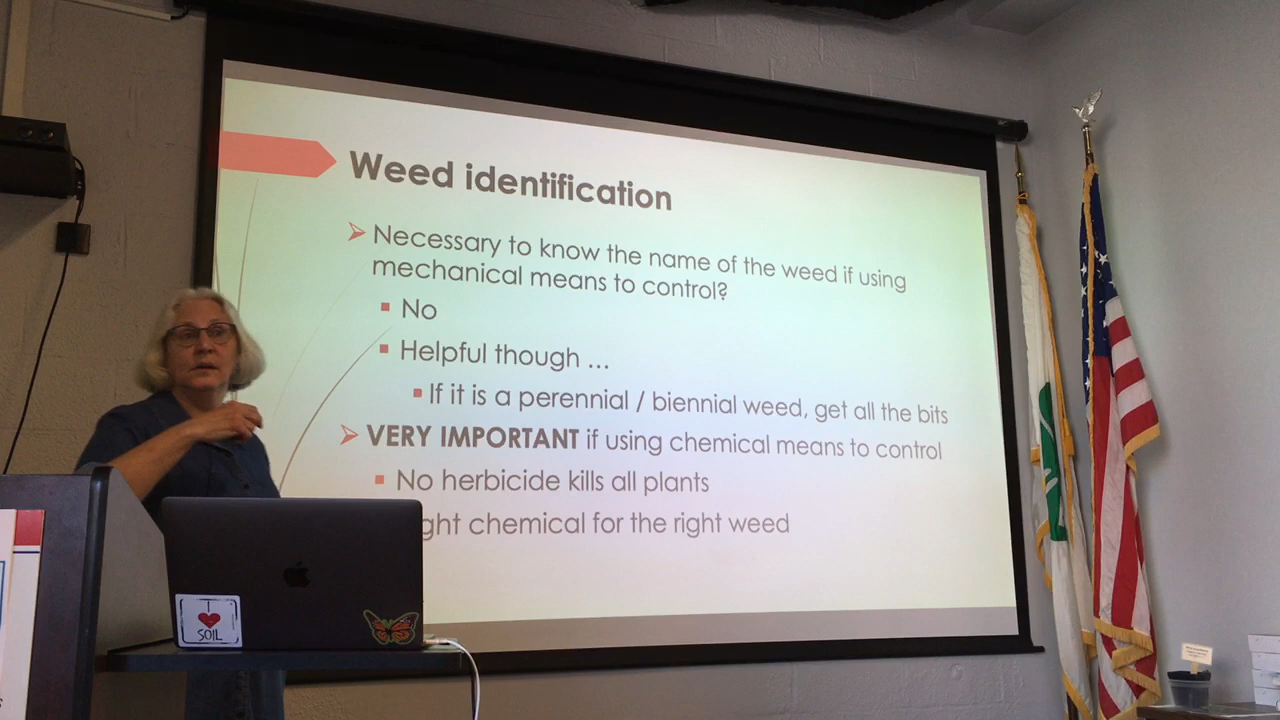 Weed identification
Necessary to know the name of the weed if using
mechanical means to control?
No
Helpful though ...
If it is a perennial / biennial weed, get all the bits
VERY IMPORTANT if using chemical means to control
No herbicide kills all plants
ght chemical for the right weed
I
SOIL